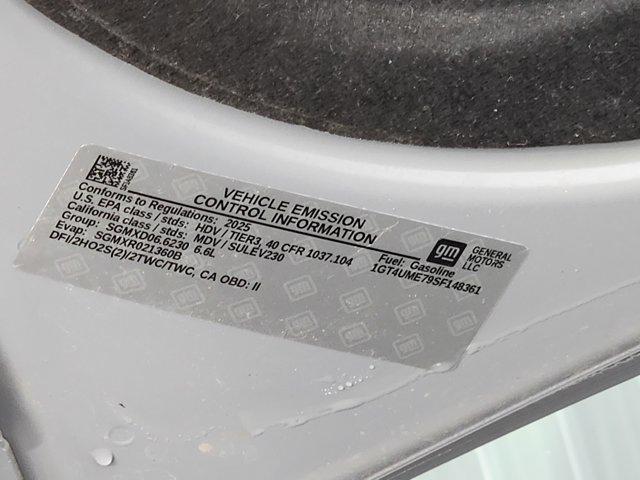 VEHICLE EMISSION
CONTROL INFORMATION
Conforms to Regulations: 2025
U.S. EPA class / stds: HDV / TIER3, 40 CFR 1037.104
California class / stds: MDV / SULEV230
Group: SGMXD06.6230 6.6L
Evap: SGMXR021360B
DFI/2HO2S(2)/2TWC/TWC, CA OBD: II
Fuel: Gasoline
1GT4UME79SF148361
gm
GENERAL
MOTORS
LLC